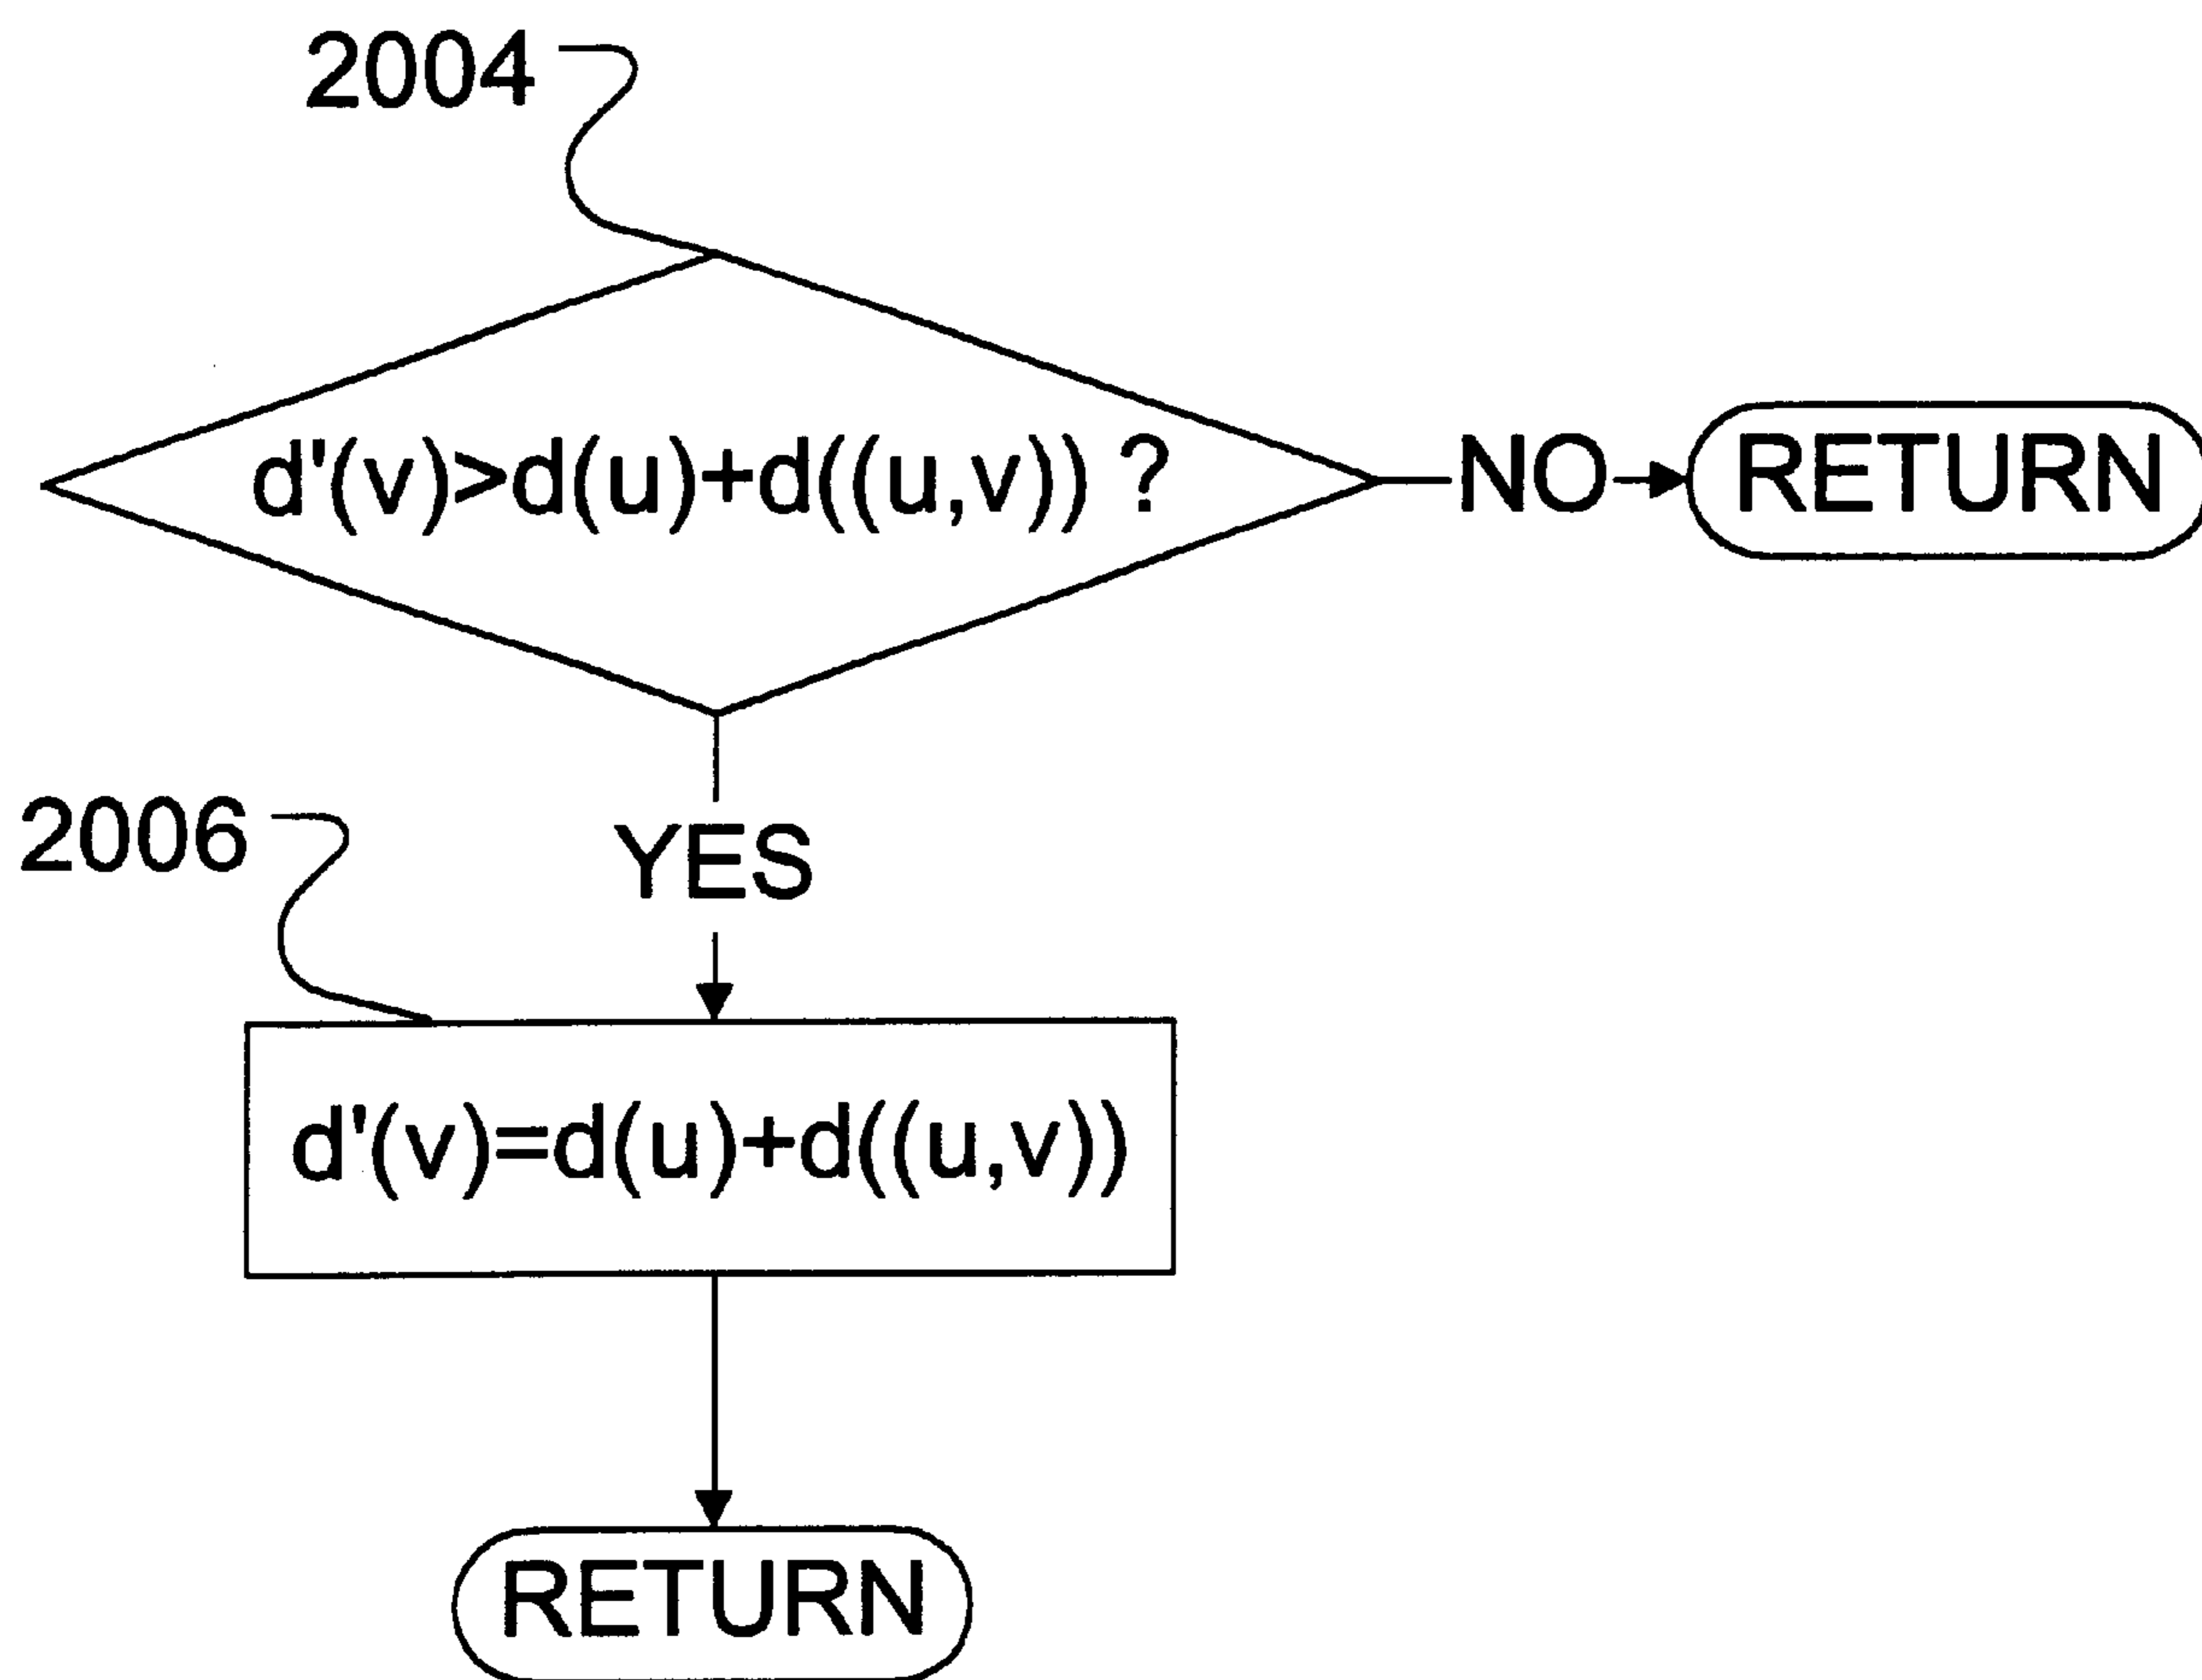 2004
d'(v)>d(u)+d((u,v)) ?
NO
RETURN
YES
2006
d'(v)=d(u)+d((u,v))
RETURN